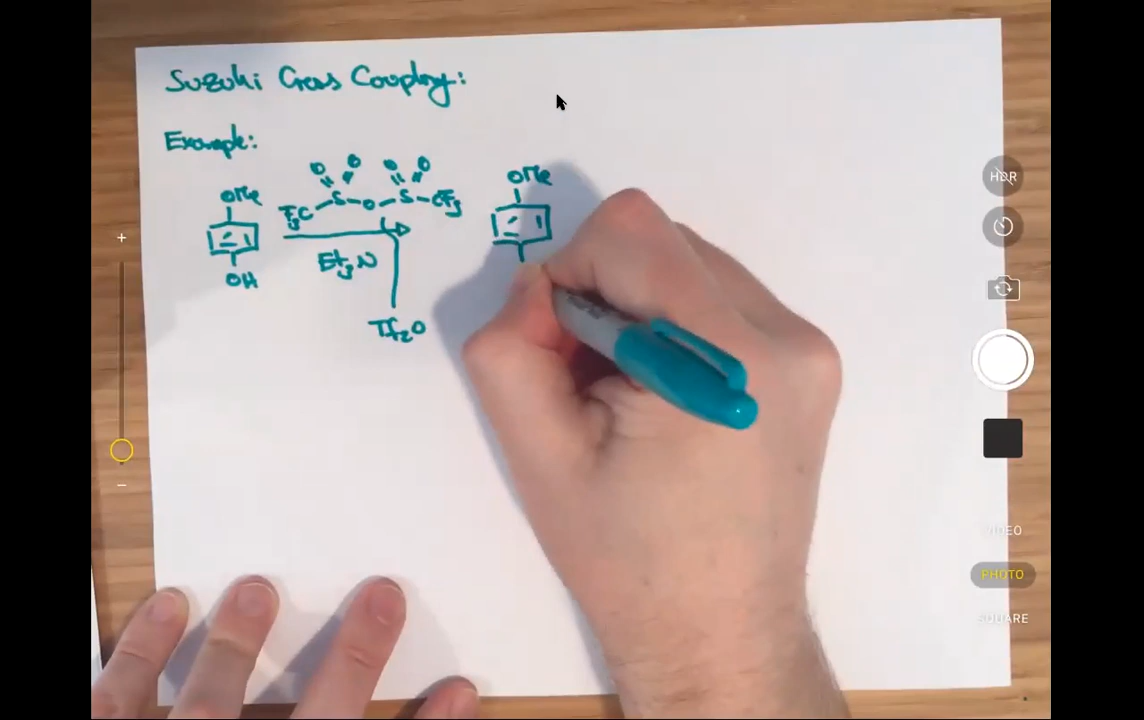 Suzuki Cross Coupling:
Example:
O O O O
OMe F3C S O S CF3 OMe
Et3N
OH
Tf2O
HDR
VIDEO
PHOTO
SQUARE